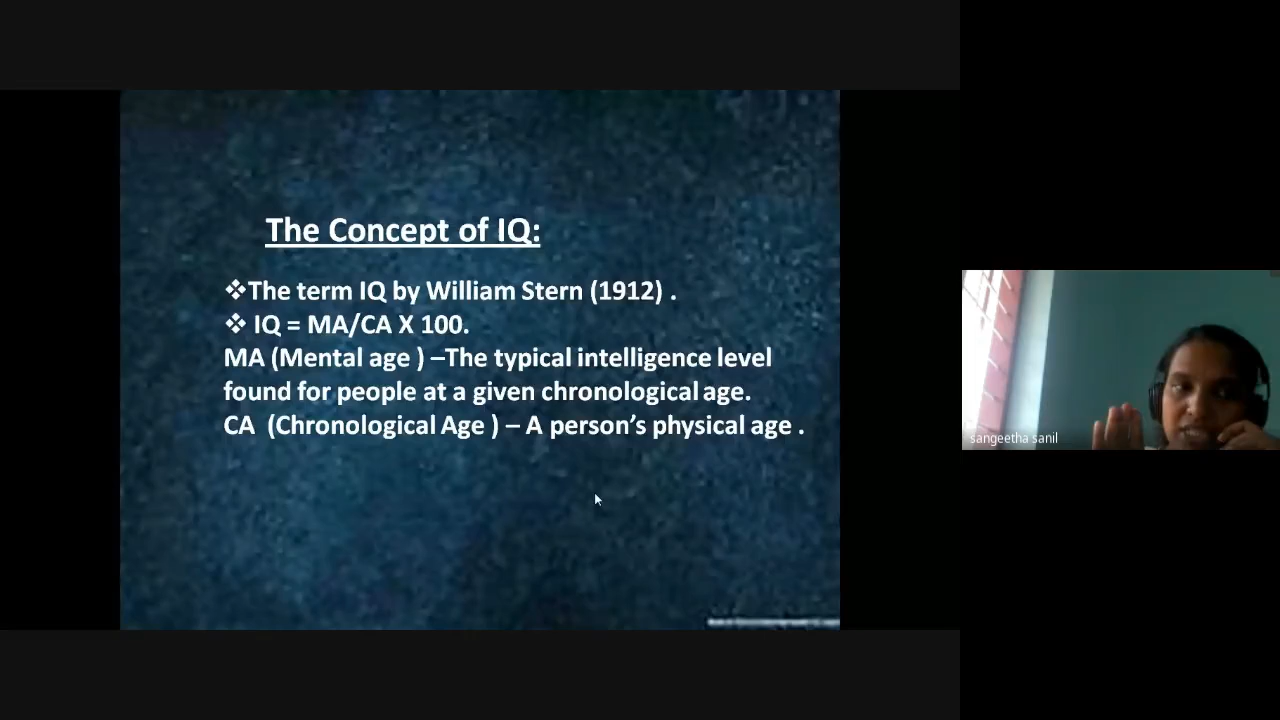 The Concept of IQ:
❖The term IQ by William Stern (1912) .
❖ IQ = MA/CA X 100.
MA (Mental age ) –The typical intelligence level
found for people at a given chronological age.
CA (Chronological Age ) – A person’s physical age .
sangeetha sanil